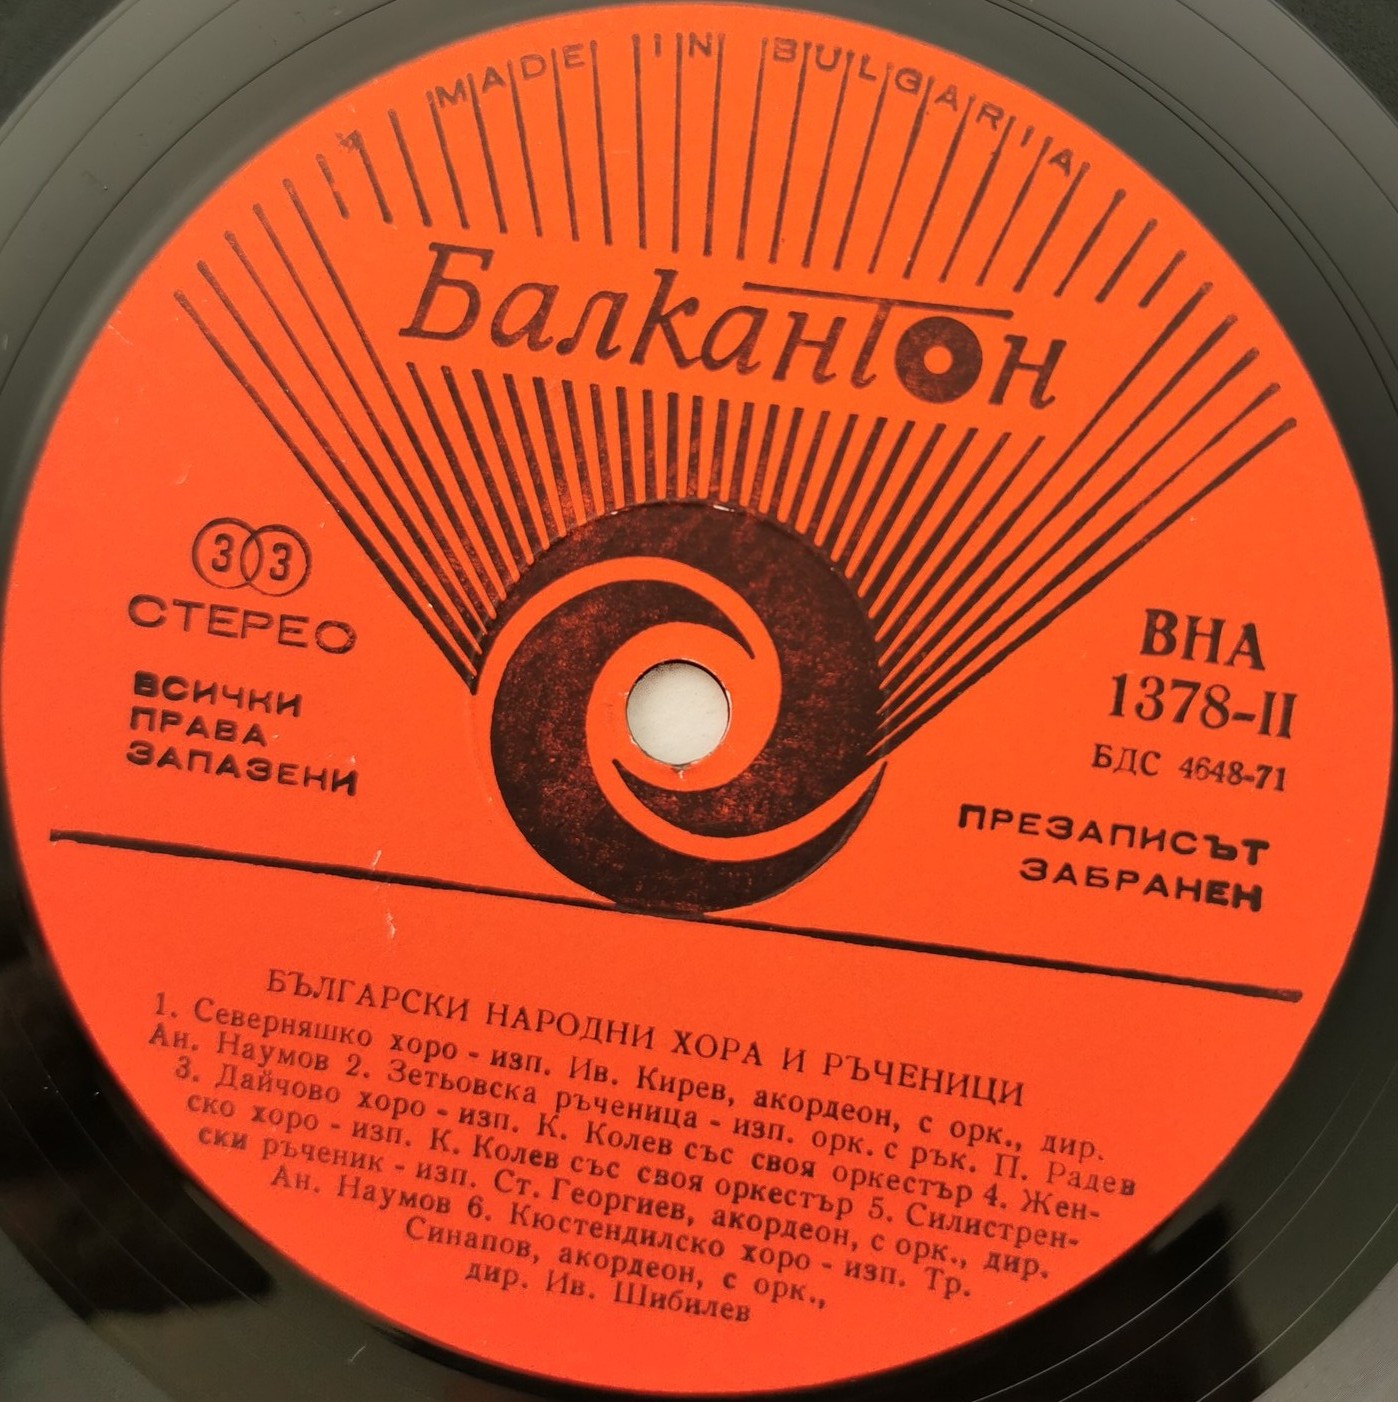 MADE IN BULGARIA
Балкантон
33
СТЕРЕО
ВСИЧКИ
ПРАВА
ЗАПАЗЕНИ
ВНА
1378-II
БДС 4648-71
ПРЕЗАПИСЪТ
ЗАБРАНЕН
БЪЛГАРСКИ НАРОДНИ ХОРА И РЪЧЕНИЦИ
1. Северняшко хоро - изп. Ив. Кирев, акордеон, с орк., дир.
Ан. Наумов 2. Зетьовска ръченица - изп. орк. с рък. П. Радев
3. Дайчово хоро - изп. К. Колев със своя оркестър 4. Жен-
ско хоро - изп. К. Колев със своя оркестър 5. Силистрен-
ски ръченик - изп. Ст. Георгиев, акордеон, с орк., дир.
Ан. Наумов 6. Кюстендилско хоро - изп. Тр.
Синапов, акордеон, с орк.,
дир. Ив. Шибилев